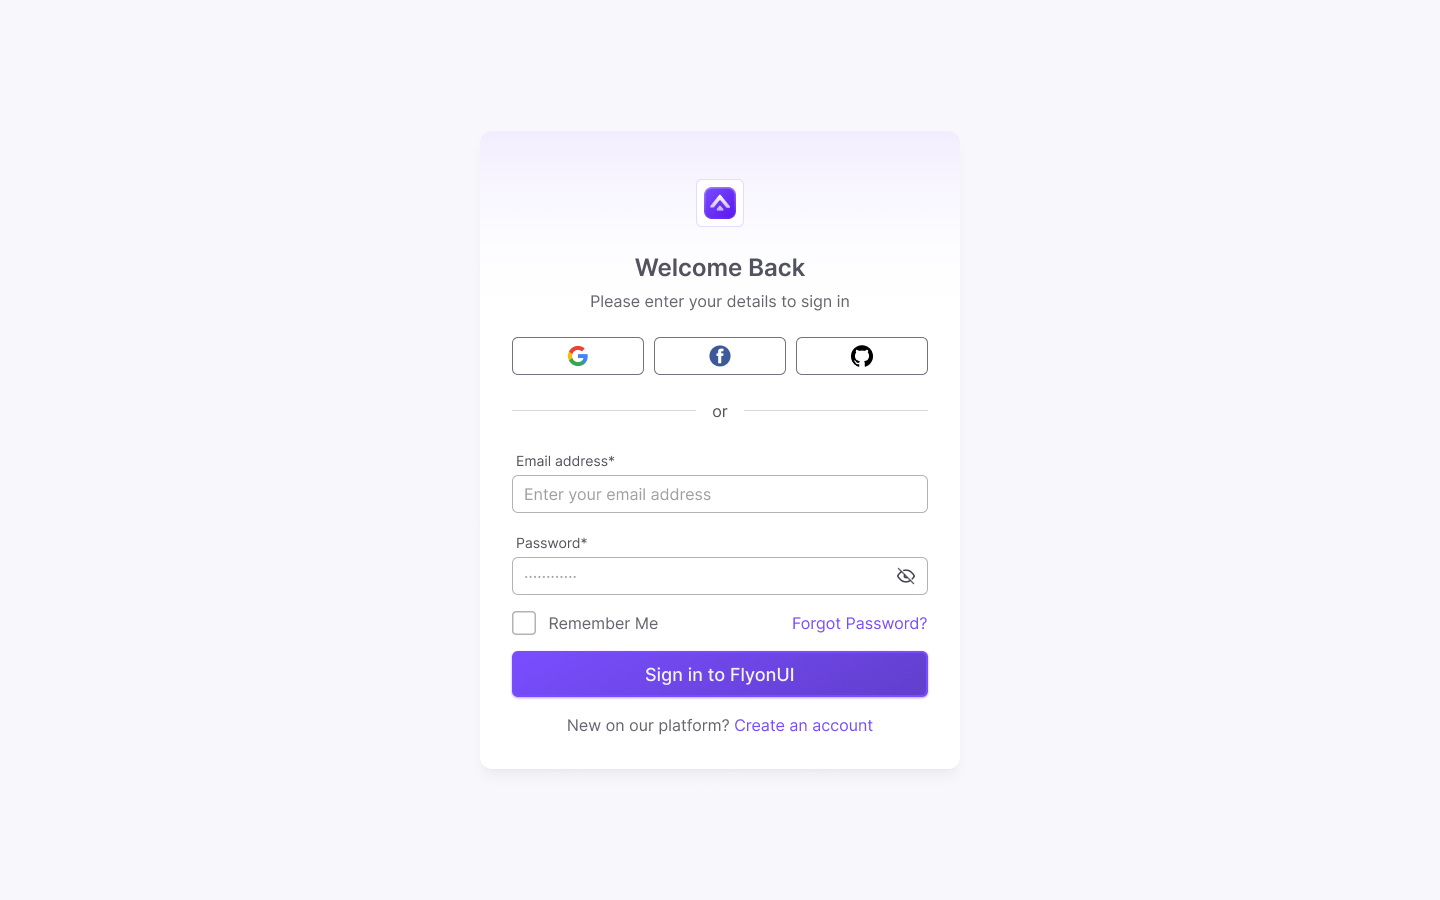 Welcome Back
Please enter your details to sign in
or
Email address*
Enter your email address
Password*
············
Remember Me Forgot Password?
Sign in to FlyonUI
New on our platform? Create an account